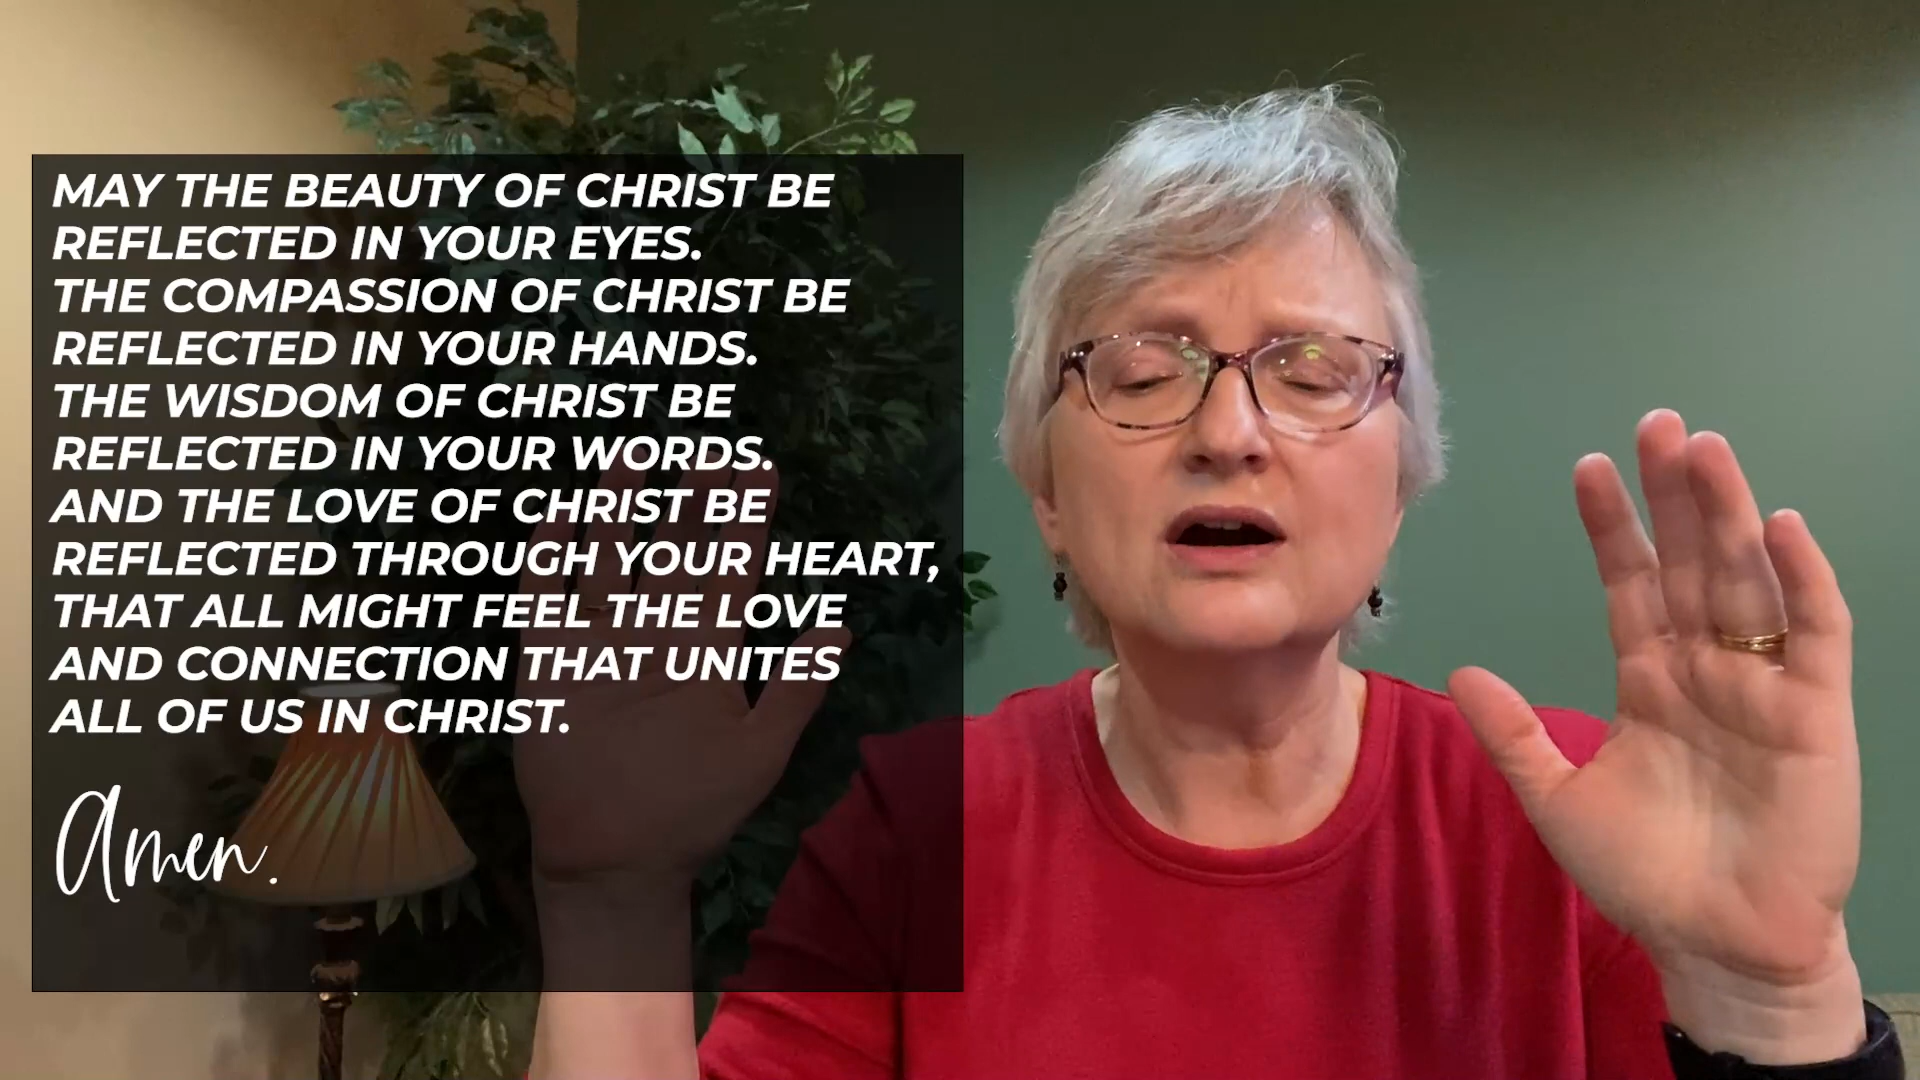 MAY THE BEAUTY OF CHRIST BE
REFLECTED IN YOUR EYES.
THE COMPASSION OF CHRIST BE
REFLECTED IN YOUR HANDS.
THE WISDOM OF CHRIST BE
REFLECTED IN YOUR WORDS.
AND THE LOVE OF CHRIST BE
REFLECTED THROUGH YOUR HEART,
THAT ALL MIGHT FEEL THE LOVE
AND CONNECTION THAT UNITES
ALL OF US IN CHRIST.
Amen.